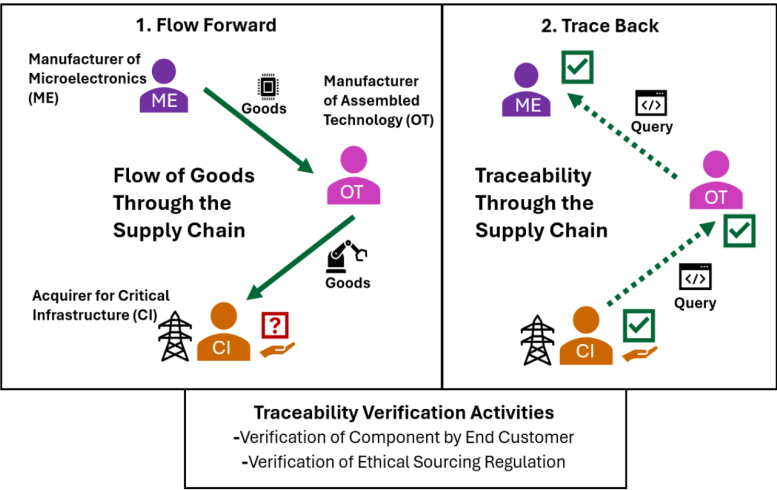 1. Flow Forward
Manufacturer of
Microelectronics
(ME)
ME
Goods
Manufacturer
of Assembled
Technology (OT)
OT
Flow of Goods
Through the
Supply Chain
Goods
Acquirer for Critical
Infrastructure (CI)
?
CI
2. Trace Back
ME
</>
Query
Traceability
Through the
Supply Chain
OT
</>
Query
CI
Traceability Verification Activities
-Verification of Component by End Customer
-Verification of Ethical Sourcing Regulation